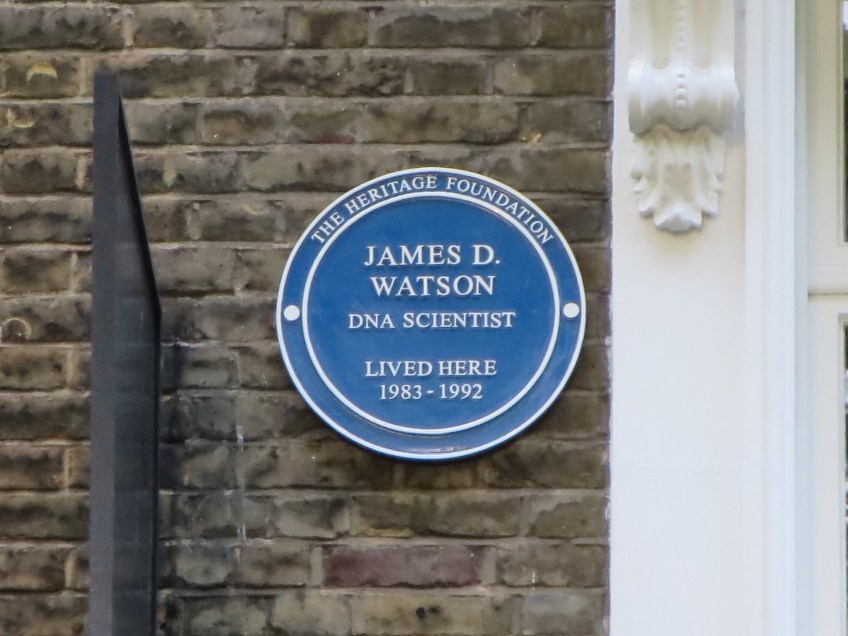 THE HERITAGE FOUNDATION
JAMES D.
WATSON
DNA SCIENTIST
LIVED HERE
1983 - 1992